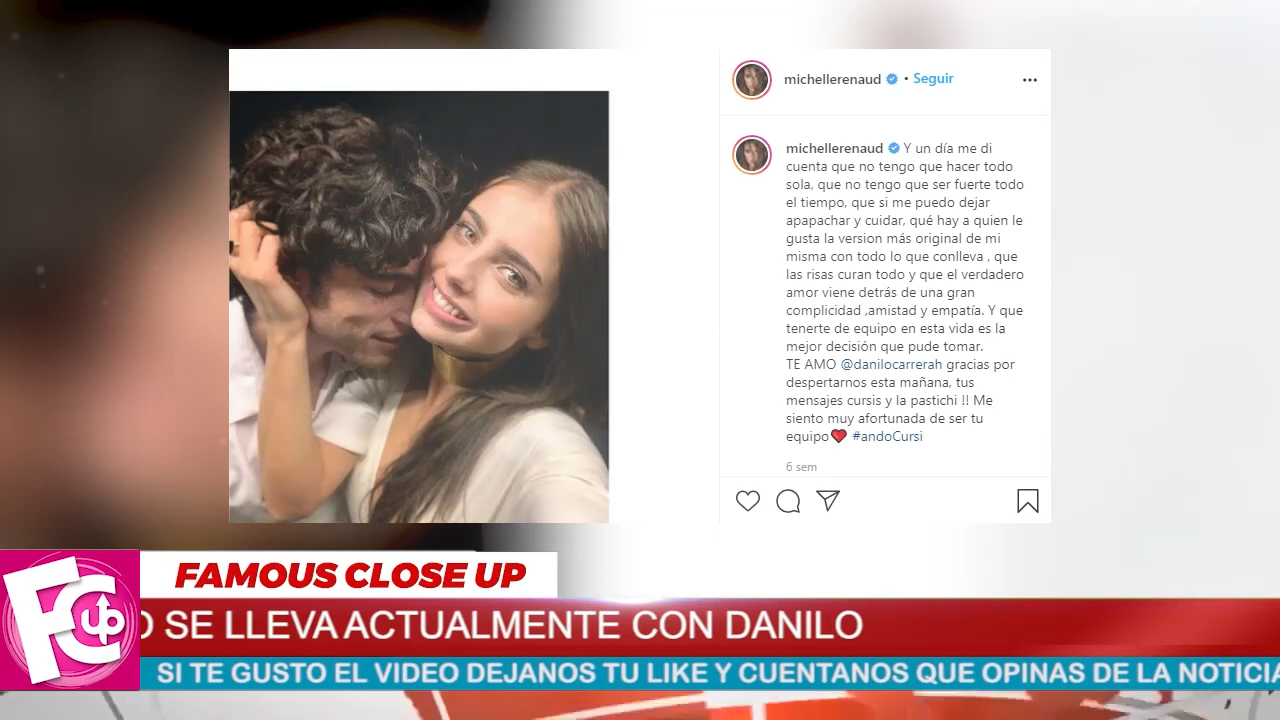 michellerenaud • Seguir
michellerenaud Y un día me di
cuenta que no tengo que hacer todo
sola, que no tengo que ser fuerte todo
el tiempo, que si me puedo dejar
apapachar y cuidar, qué hay a quien le
gusta la version más original de mi
misma con todo lo que conlleva , que
las risas curan todo y que el verdadero
amor viene detrás de una gran
complicidad ,amistad y empatía. Y que
tenerte de equipo en esta vida es la
mejor decisión que pude tomar.
TE AMO @danilocarrerah gracias por
despertarnos esta mañana, tus
mensajes cursis y la pastichi !! Me
siento muy afortunada de ser tu
equipo❤️ #andoCursi
6 sem
FAMOUS CLOSE UP
FC up
O SE LLEVA ACTUALMENTE CON DANILO
SI TE GUSTO EL VIDEO DEJANOS TU LIKE Y CUENTANOS QUE OPINAS DE LA NOTICIA